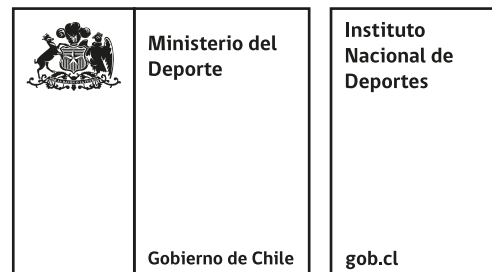 Ministerio del
Deporte
Gobierno de Chile
Instituto
Nacional de
Deportes
gob.cl